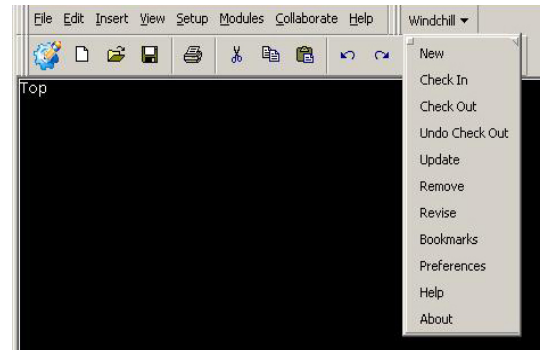 File Edit Insert View Setup Modules Collaborate Help Windchill
Top
New
Check In
Check Out
Undo Check Out
Update
Remove
Revise
Bookmarks
Preferences
Help
About